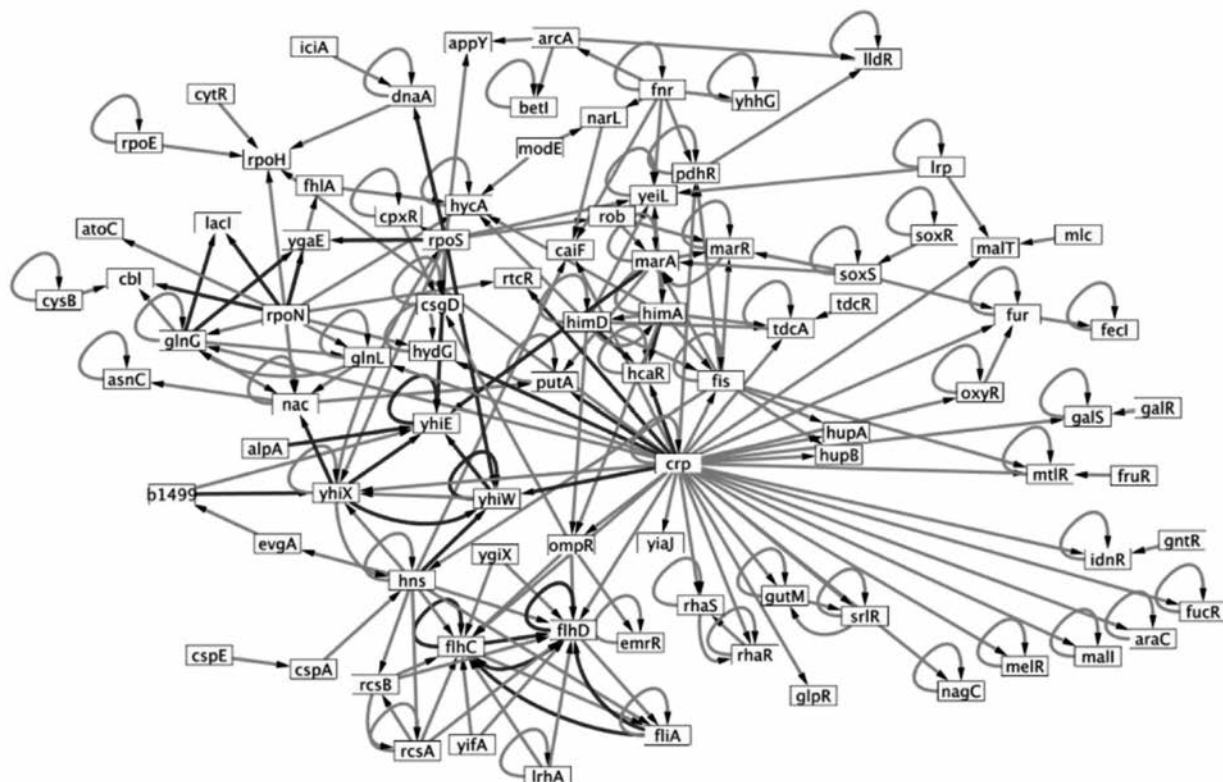 iciA
appY
arcA
lldR
cytR
dnaA
betI
fnr
yhhG
narL
rpoE
rpoH
modE
pdhR
lrp
fhlA
hycA
yeiL
cpxR
rob
atoC
lacI
ygaE
rpoS
caiF
marR
soxR
malT
mlc
marA
soxS
cysB
cbl
rtcR
csgD
himD
himA
tdcR
tdcA
fur
fecI
rpoN
glnG
glnL
hydG
asnC
putA
hcaR
fis
oxyR
nac
yhiE
hupA
galS
galR
alpA
crp
hupB
mtlR
fruR
b1499
yhiX
yhiW
evgA
ygiX
ompR
yiaJ
gntR
idnR
hns
rhaS
gutM
srlR
fucR
flhD
emrR
araC
cspE
cspA
flhC
rhaR
malI
melR
rcsB
glpR
nagC
rcsA
yifA
fliA
lrhA